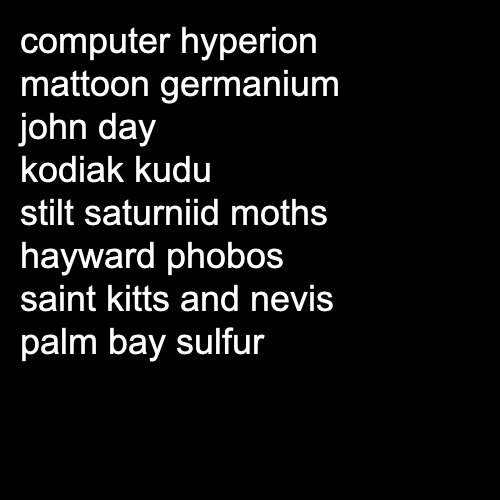 computer hyperion
mattoon germanium
john day
kodiak kudu
stilt saturniid moths
hayward phobos
saint kitts and nevis
palm bay sulfur